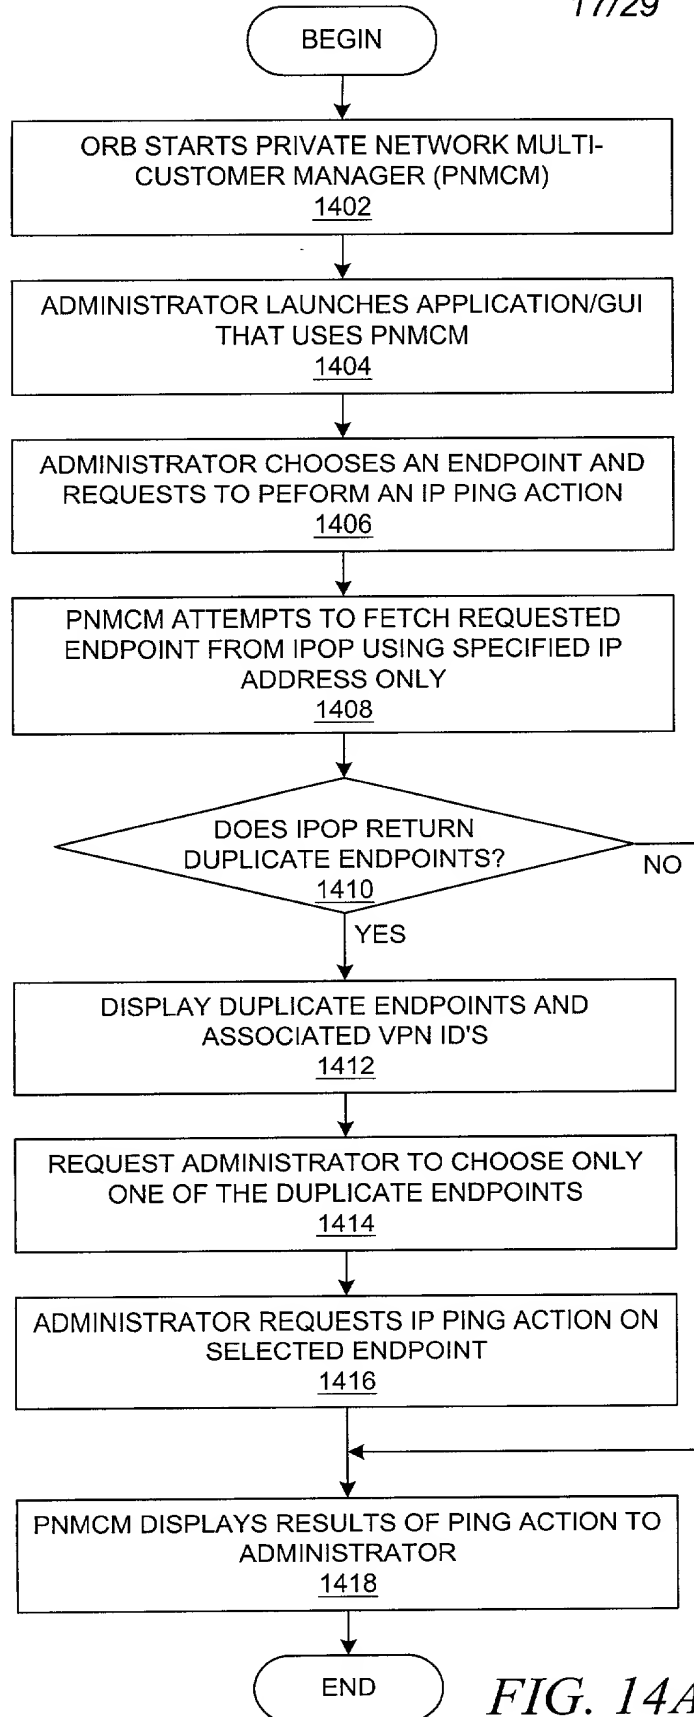 17/29
BEGIN
ORB STARTS PRIVATE NETWORK MULTI-
CUSTOMER MANAGER (PNMCM)
1402
ADMINISTRATOR LAUNCHES APPLICATION/GUI
THAT USES PNMCM
1404
ADMINISTRATOR CHOOSES AN ENDPOINT AND
REQUESTS TO PEFORM AN IP PING ACTION
1406
PNMCM ATTEMPTS TO FETCH REQUESTED
ENDPOINT FROM IPOP USING SPECIFIED IP
ADDRESS ONLY
1408
DOES IPOP RETURN
DUPLICATE ENDPOINTS?
1410
NO
YES
DISPLAY DUPLICATE ENDPOINTS AND
ASSOCIATED VPN ID'S
1412
REQUEST ADMINISTRATOR TO CHOOSE ONLY
ONE OF THE DUPLICATE ENDPOINTS
1414
ADMINISTRATOR REQUESTS IP PING ACTION ON
SELECTED ENDPOINT
1416
PNMCM DISPLAYS RESULTS OF PING ACTION TO
ADMINISTRATOR
1418
END
FIG. 14A